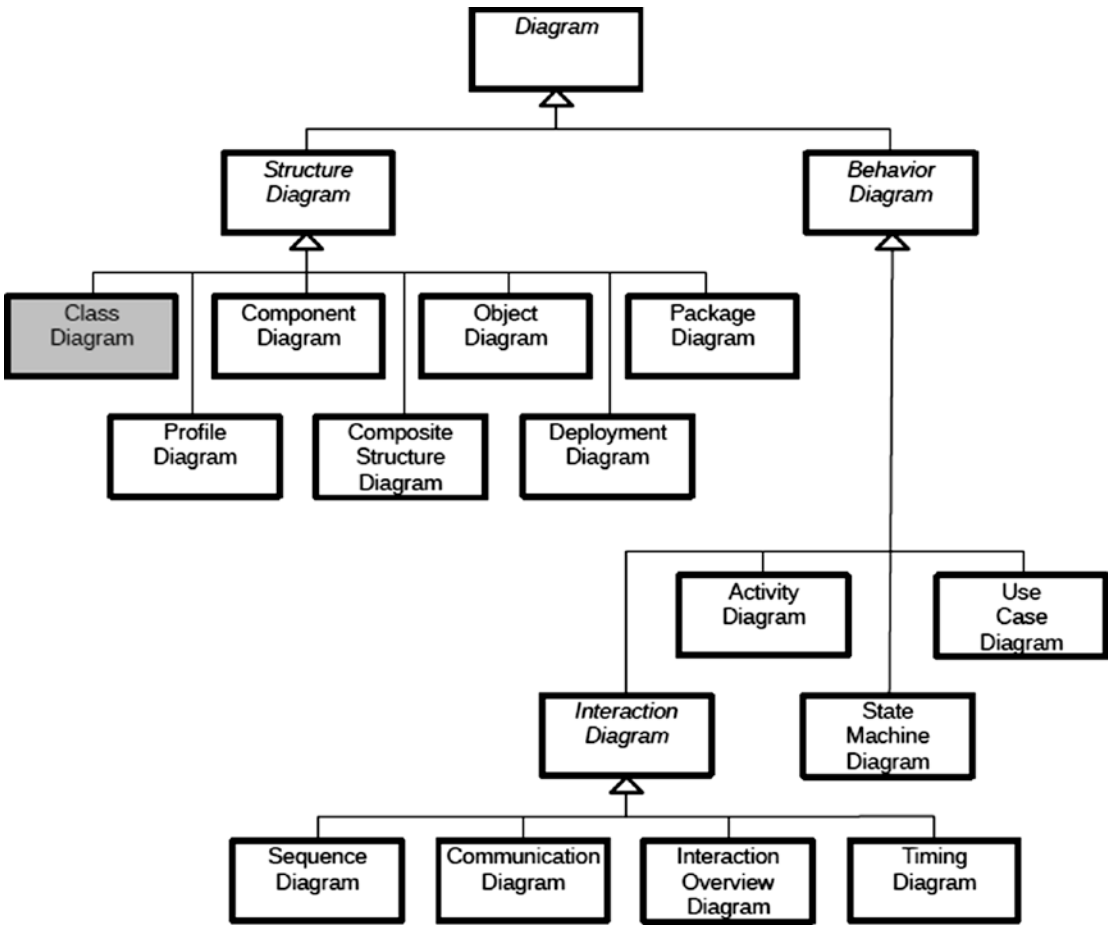 Diagram
Structure
Diagram
Behavior
Diagram
Class
Diagram
Component
Diagram
Object
Diagram
Package
Diagram
Profile
Diagram
Composite
Structure
Diagram
Deployment
Diagram
Activity
Diagram
Use
Case
Diagram
Interaction
Diagram
State
Machine
Diagram
Sequence
Diagram
Communication
Diagram
Interaction
Overview
Diagram
Timing
Diagram